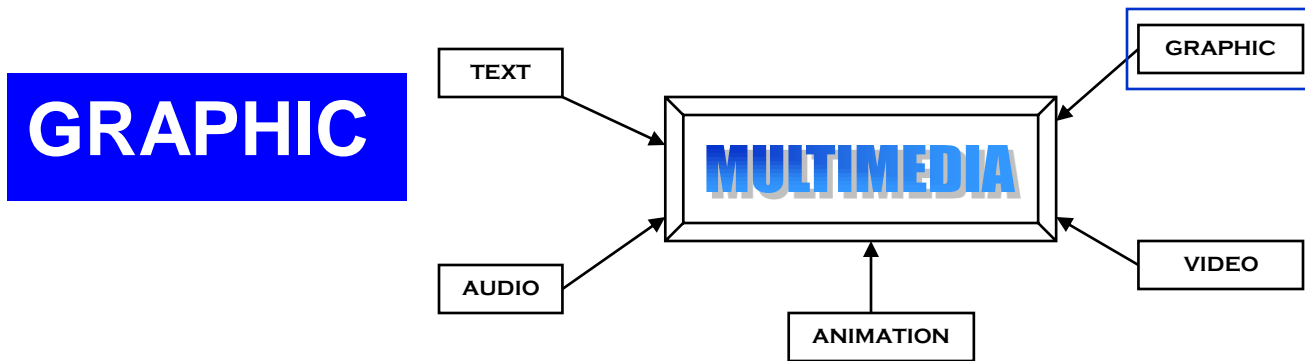 GRAPHIC
TEXT
GRAPHIC
MULTIMEDIA
AUDIO
VIDEO
ANIMATION